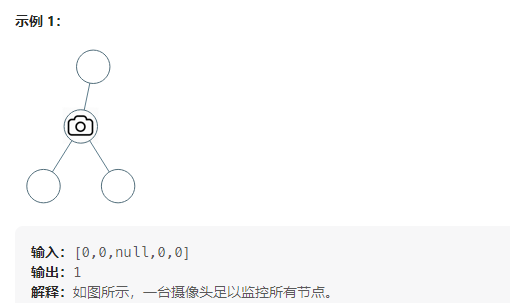 示例 1：
输入：[0,0,null,0,0]
输出：1
解释：如图所示，一台摄像头足以监控所有节点。